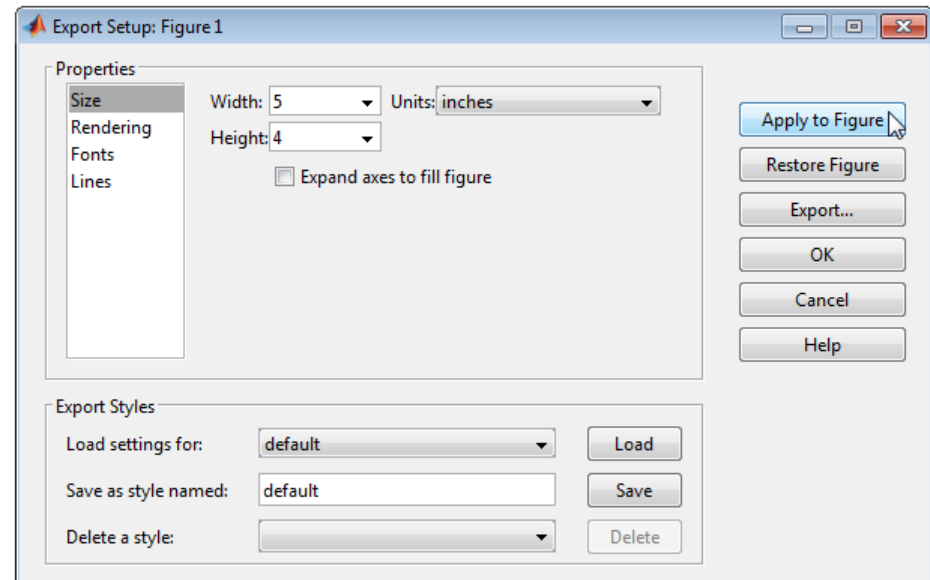 Export Setup: Figure 1
Properties
Size
Rendering
Fonts
Lines
Width: 5 Units: inches
Height: 4
Expand axes to fill figure
Apply to Figure
Restore Figure
Export...
OK
Cancel
Help
Export Styles
Load settings for: default Load
Save as style named: default Save
Delete a style: Delete